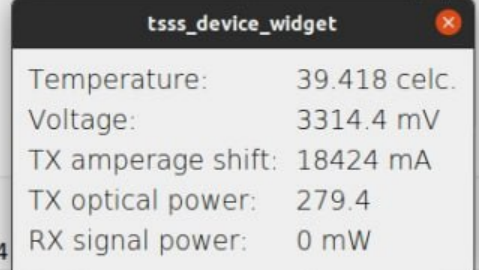 tsss_device_widget
Temperature: 39.418 celc.
Voltage: 3314.4 mV
TX amperage shift: 18424 mA
TX optical power: 279.4
4 RX signal power: 0 mW